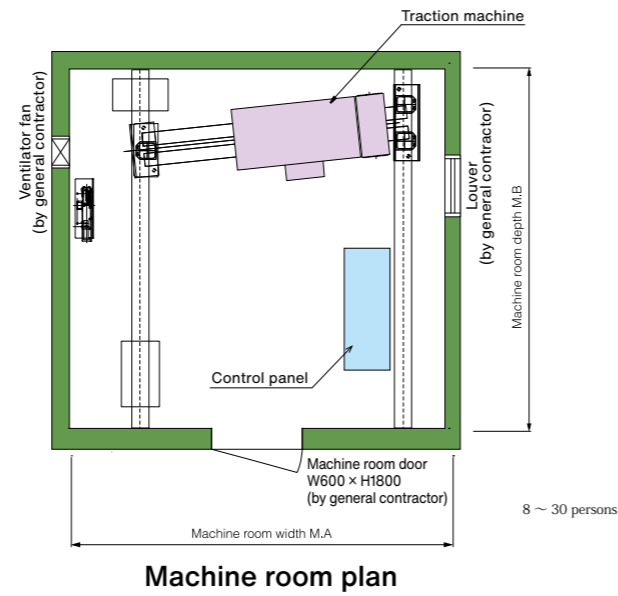 Traction machine
Ventilator fan
(by general contractor)
Louver
(by general contractor)
Machine room depth M.B
Control panel
Machine room door
W600 × H1800
(by general contractor)
8 ~ 30 persons
Machine room width M.A
Machine room plan